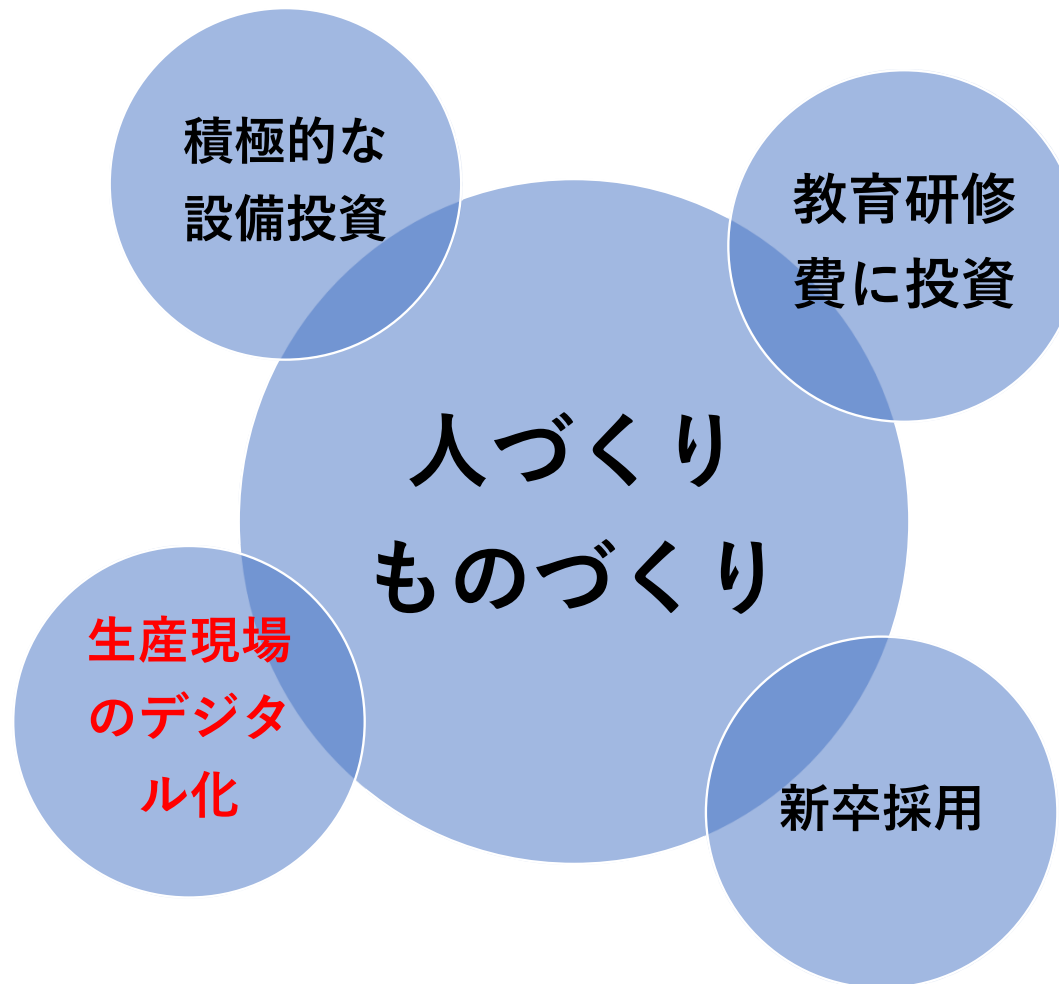 積極的な
設備投資
教育研修
費に投資
人づくり
ものづくり
生産現場
のデジタ
ル化
新卒採用